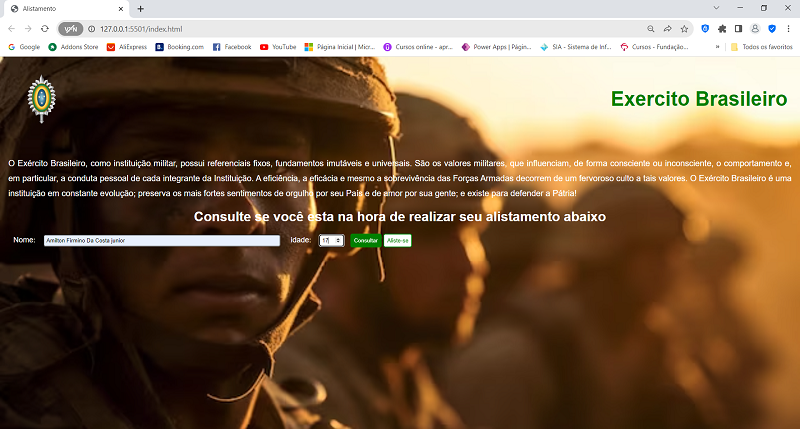 Alistamento
VPN 127.0.0.1:5501/index.html
Google Addons Store AliExpress Booking.com Facebook YouTube Página Inicial | Micr... Cursos online - apr... Power Apps | Págin... SIA - Sistema de Inf... Cursos - Fundação... » Todos os favoritos
Exercito Brasileiro
O Exército Brasileiro, como instituição militar, possui referenciais fixos, fundamentos imutáveis e universais. São os valores militares, que influenciam, de forma consciente ou inconsciente, o comportamento e,
em particular, a conduta pessoal de cada integrante da Instituição. A eficiência, a eficácia e mesmo a sobrevivência das Forças Armadas decorrem de um fervoroso culto a tais valores. O Exército Brasileiro é uma
instituição em constante evolução; preserva os mais fortes sentimentos de orgulho por seu País e de amor por sua gente; e existe para defender a Pátria!
Consulte se você esta na hora de realizar seu alistamento abaixo
Nome: Amilton Firmino Da Costa junior Idade: 17 Consultar Aliste-se